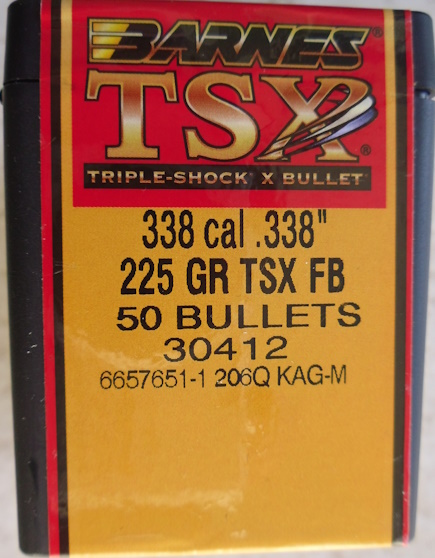 BARNES®
TSX®
TRIPLE-SHOCK® X BULLET®
338 cal .338"
225 GR TSX FB
50 BULLETS
30412
6657651-1 206Q KAG-M